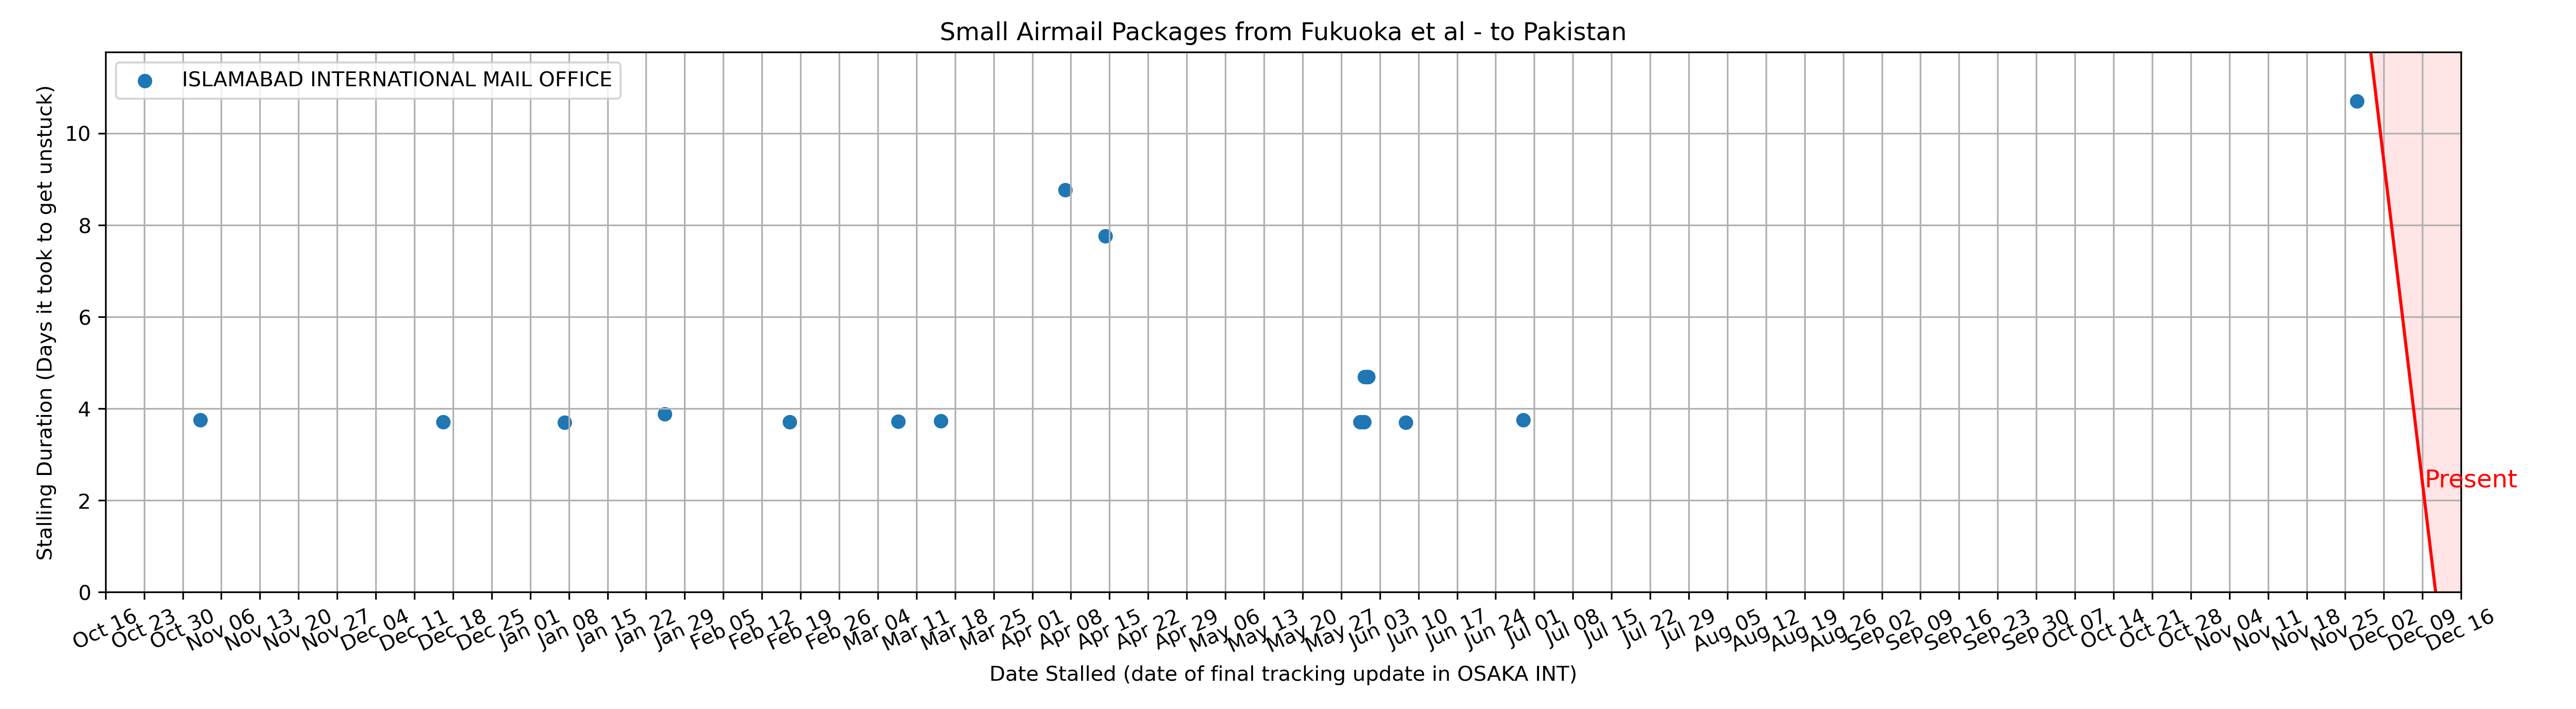 Small Airmail Packages from Fukuoka et al - to Pakistan
ISLAMABAD INTERNATIONAL MAIL OFFICE
Stalling Duration (Days it took to get unstuck)
10
8
6
4
2
0
Present
Oct 16
Oct 23
Oct 30
Nov 06
Nov 13
Nov 20
Nov 27
Dec 04
Dec 11
Dec 18
Dec 25
Jan 01
Jan 08
Jan 15
Jan 22
Jan 29
Feb 05
Feb 12
Feb 19
Feb 26
Mar 04
Mar 11
Mar 18
Mar 25
Apr 01
Apr 08
Apr 15
Apr 22
Apr 29
May 06
May 13
May 20
May 27
Jun 03
Jun 10
Jun 17
Jun 24
Jul 01
Jul 08
Jul 15
Jul 22
Jul 29
Aug 05
Aug 12
Aug 19
Aug 26
Sep 02
Sep 09
Sep 16
Sep 23
Sep 30
Oct 07
Oct 14
Oct 21
Oct 28
Nov 04
Nov 11
Nov 18
Nov 25
Dec 02
Dec 09
Dec 16
Date Stalled (date of final tracking update in OSAKA INT)